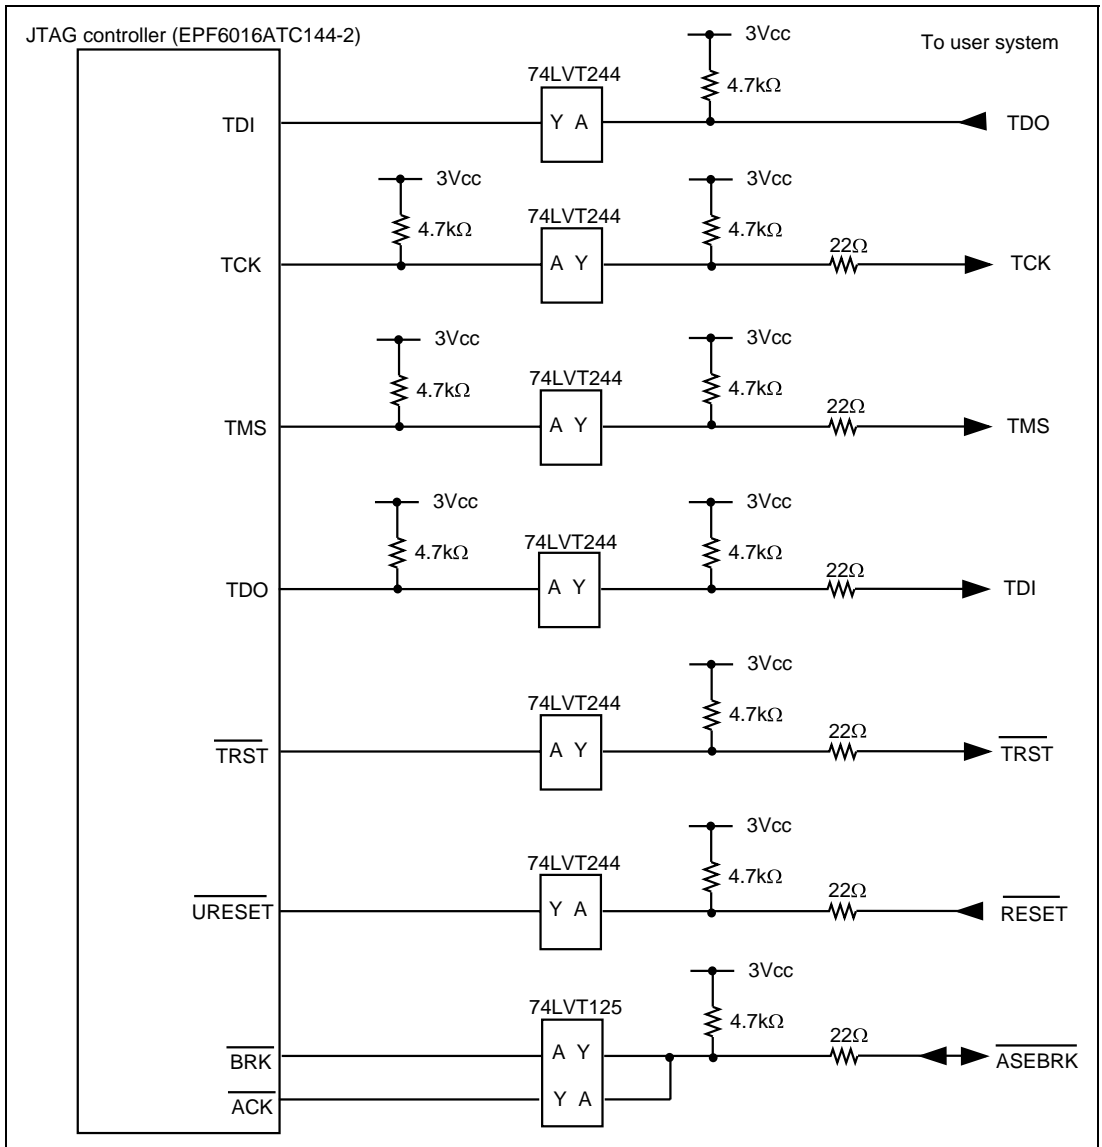 JTAG controller (EPF6016ATC144-2)
3Vcc
To user system
74LVT244
4.7kΩ
TDI
Y A
TDO
3Vcc
3Vcc
74LVT244
4.7kΩ
4.7kΩ
22Ω
TCK
A Y
TCK
3Vcc
3Vcc
74LVT244
4.7kΩ
4.7kΩ
22Ω
TMS
A Y
TMS
3Vcc
3Vcc
74LVT244
4.7kΩ
4.7kΩ
22Ω
TDO
A Y
TDI
3Vcc
74LVT244
4.7kΩ
22Ω
TRST
A Y
TRST
3Vcc
74LVT244
4.7kΩ
22Ω
URESET
Y A
RESET
3Vcc
74LVT125
4.7kΩ
22Ω
BRK
A Y
ASEBRK
ACK
Y A